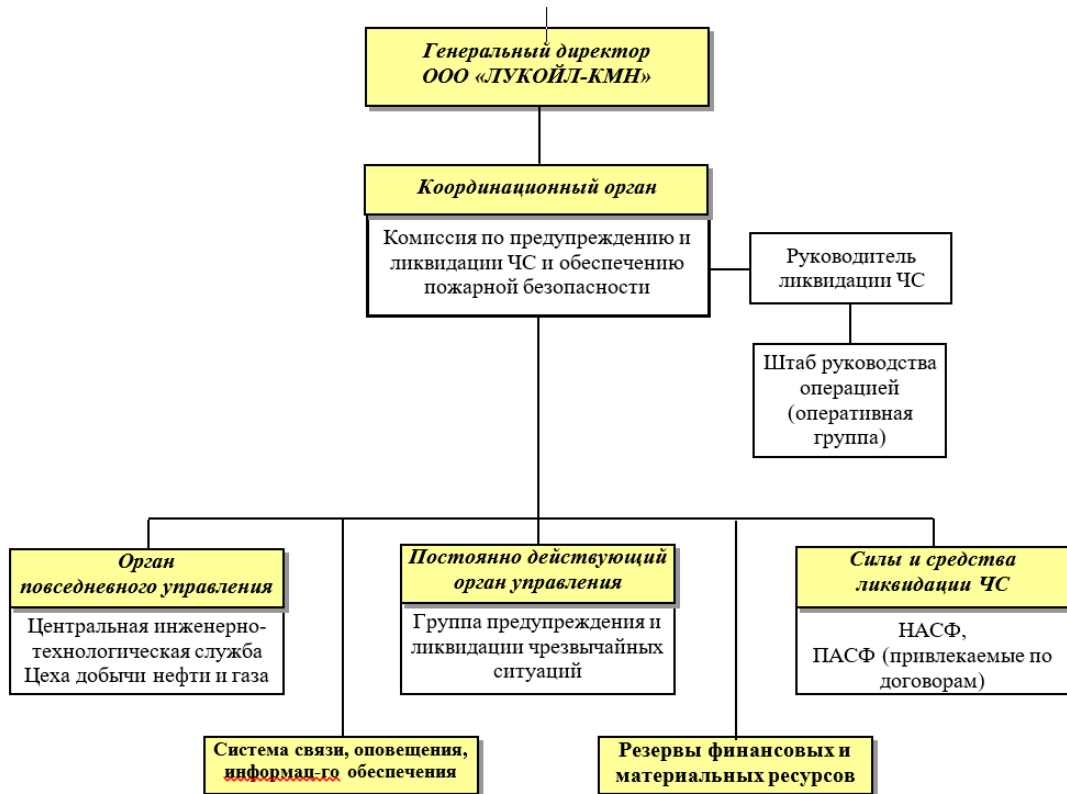 Генеральный директор
ООО «ЛУКОЙЛ-КМН»
Координационный орган
Комиссия по предупреждению и
ликвидации ЧС и обеспечению
пожарной безопасности
Руководитель
ликвидации ЧС
Штаб руководства
операцией
(оперативная
группа)
Орган
повседневного управления
Центральная инженерно-
технологическая служба
Цеха добычи нефти и газа
Постоянно действующий
орган управления
Группа предупреждения и
ликвидации чрезвычайных
ситуаций
Силы и средства
ликвидации ЧС
НАСФ,
ПАСФ (привлекаемые по
договорам)
Система связи, оповещения,
информац-го обеспечения
Резервы финансовых и
материальных ресурсов